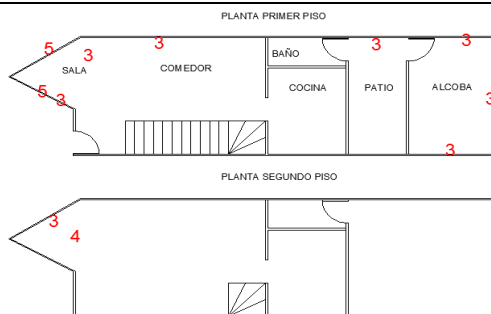 PLANTA PRIMER PISO
5 3 3 3 3
BAÑO
SALA COMEDOR
COCINA PATIO ALCOBA
5 3 3
3
PLANTA SEGUNDO PISO
3
4